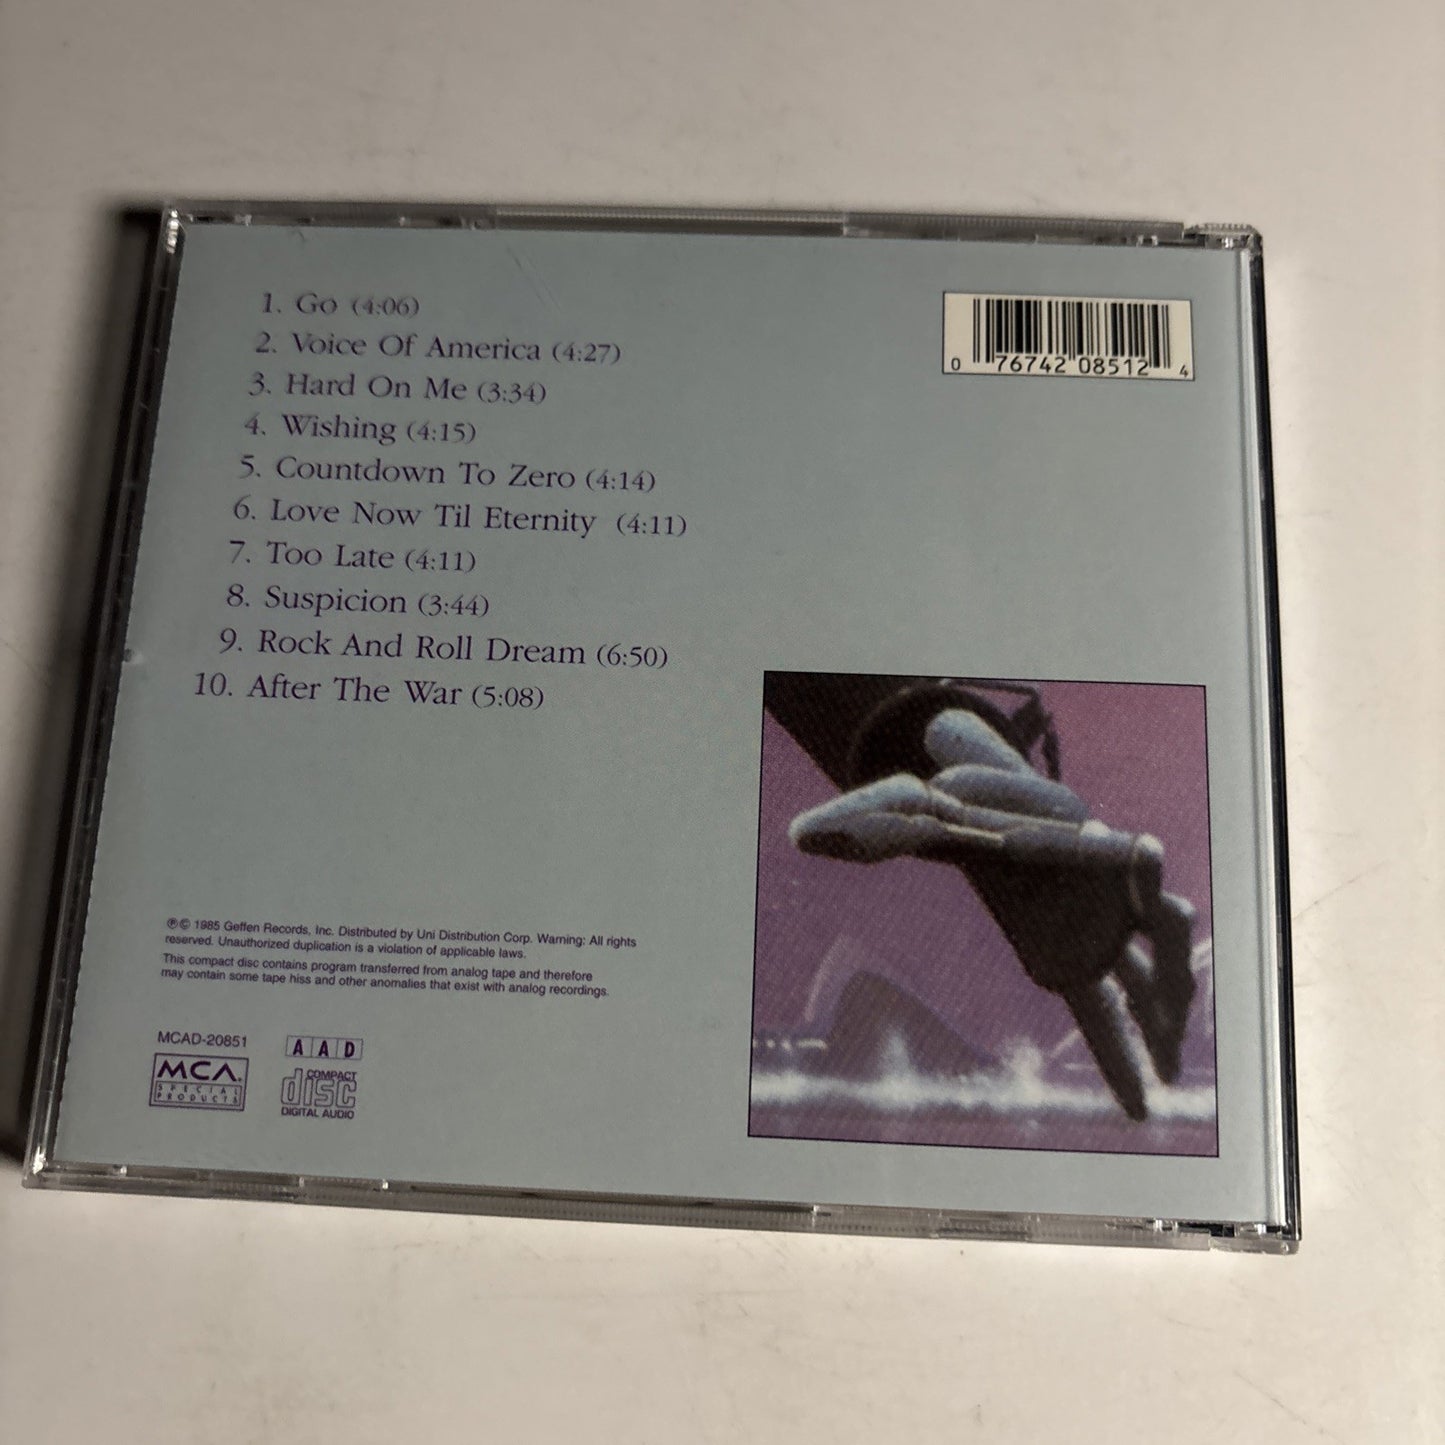 1. Go (4:06)
2. Voice Of America (4:27)
3. Hard On Me (3:34)
4. Wishing (4:15)
5. Countdown To Zero (4:14)
6. Love Now Til Eternity (4:11)
7. Too Late (4:11)
8. Suspicion (3:44)
9. Rock And Roll Dream (6:50)
10. After The War (5:08)
0 76742 08512 4
℗© 1985 Geffen Records, Inc. Distributed by Uni Distribution Corp. Warning: All rights
reserved. Unauthorized duplication is a violation of applicable laws.
This compact disc contains program transferred from analog tape and therefore
may contain some tape hiss and other anomalies that exist with analog recordings.
MCAD-20851
MCA
SPECIAL
PRODUCTS
A A D
COMPACT
disc
DIGITAL AUDIO